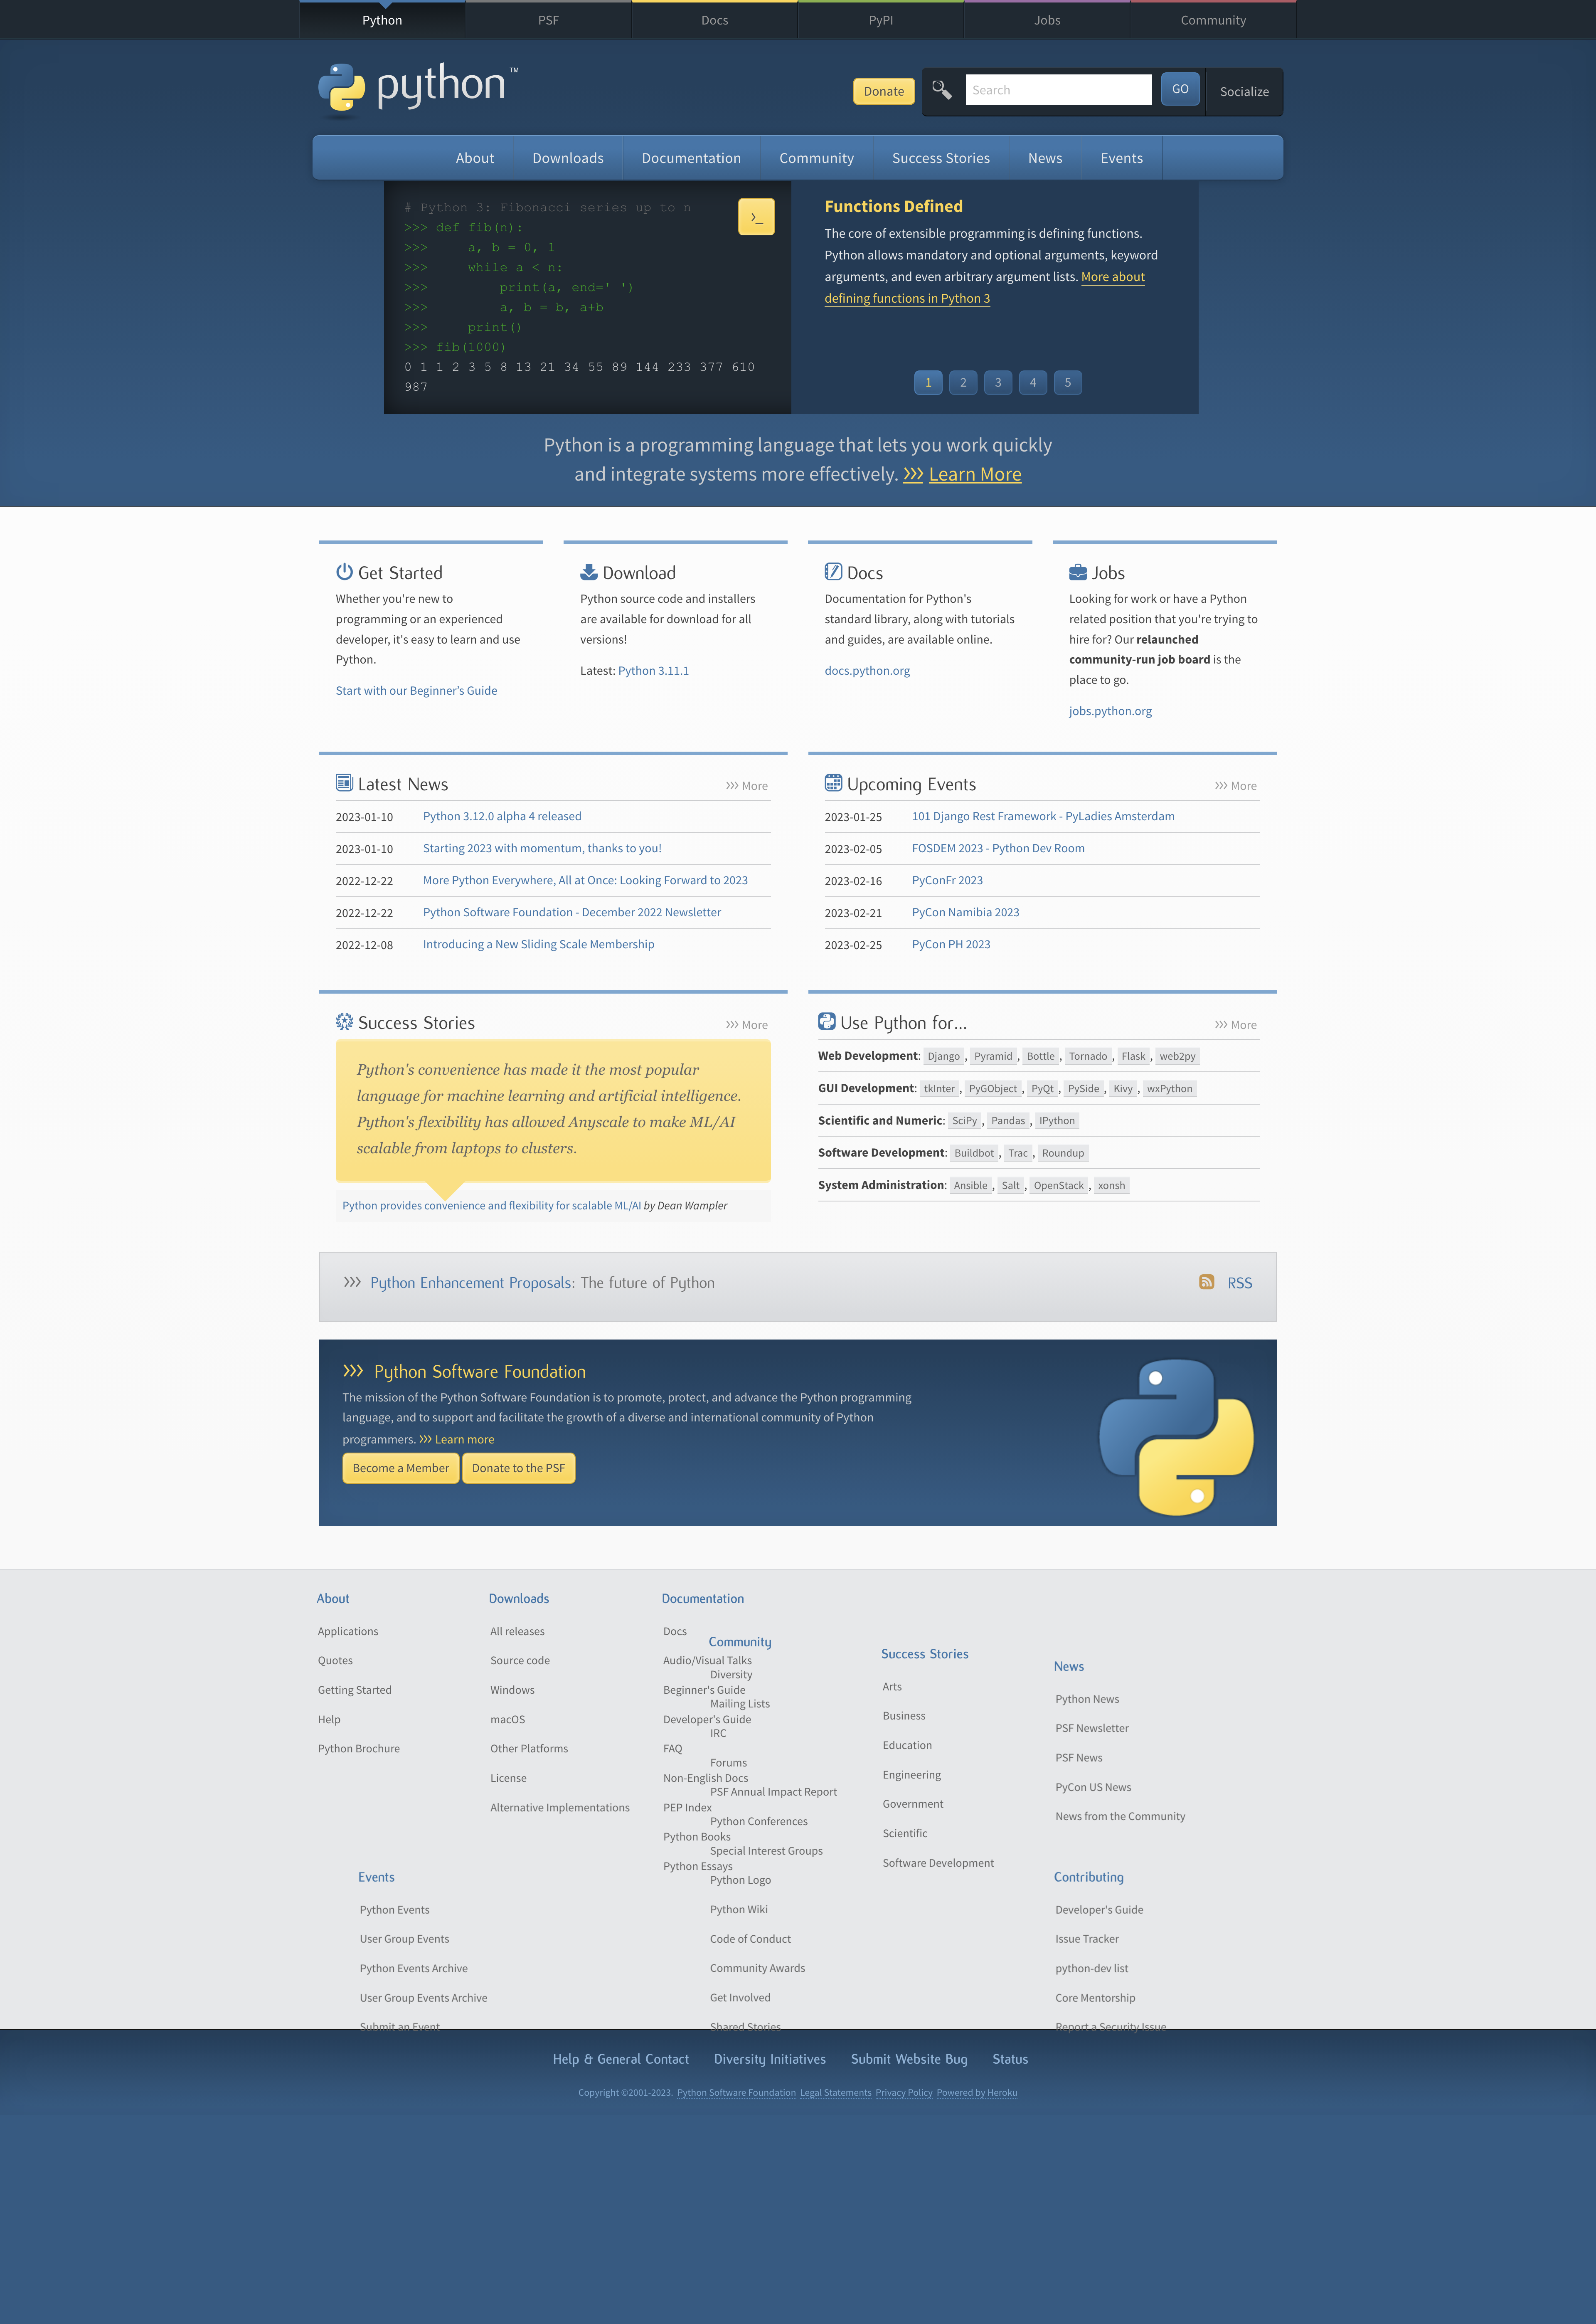 Python
PSF
Docs
PyPI
Jobs
Community
python™
Donate
Search
GO
Socialize
About
Downloads
Documentation
Community
Success Stories
News
Events
# Python 3: Fibonacci series up to n
>>> def fib(n):
>>>     a, b = 0, 1
>>>     while a < n:
>>>         print(a, end=' ')
>>>         a, b = b, a+b
>>>     print()
>>> fib(1000)
0 1 1 2 3 5 8 13 21 34 55 89 144 233 377 610
987
>_
Functions Defined
The core of extensible programming is defining functions.
Python allows mandatory and optional arguments, keyword
arguments, and even arbitrary argument lists. More about
defining functions in Python 3
1
2
3
4
5
Python is a programming language that lets you work quickly
and integrate systems more effectively. >>> Learn More
Get Started
Whether you're new to
programming or an experienced
developer, it's easy to learn and use
Python.
Start with our Beginner's Guide
Download
Python source code and installers
are available for download for all
versions!
Latest: Python 3.11.1
Docs
Documentation for Python's
standard library, along with tutorials
and guides, are available online.
docs.python.org
Jobs
Looking for work or have a Python
related position that you're trying to
hire for? Our relaunched
community-run job board is the
place to go.
jobs.python.org
Latest News
>>> More
2023-01-10 Python 3.12.0 alpha 4 released
2023-01-10 Starting 2023 with momentum, thanks to you!
2022-12-22 More Python Everywhere, All at Once: Looking Forward to 2023
2022-12-22 Python Software Foundation - December 2022 Newsletter
2022-12-08 Introducing a New Sliding Scale Membership
Upcoming Events
>>> More
2023-01-25 101 Django Rest Framework - PyLadies Amsterdam
2023-02-05 FOSDEM 2023 - Python Dev Room
2023-02-16 PyConFr 2023
2023-02-21 PyCon Namibia 2023
2023-02-25 PyCon PH 2023
Success Stories
>>> More
Python's convenience has made it the most popular
language for machine learning and artificial intelligence.
Python's flexibility has allowed Anyscale to make ML/AI
scalable from laptops to clusters.
Python provides convenience and flexibility for scalable ML/AI by Dean Wampler
Use Python for…
>>> More
Web Development: Django, Pyramid, Bottle, Tornado, Flask, web2py
GUI Development: tkInter, PyGObject, PyQt, PySide, Kivy, wxPython
Scientific and Numeric: SciPy, Pandas, IPython
Software Development: Buildbot, Trac, Roundup
System Administration: Ansible, Salt, OpenStack, xonsh
>>> Python Enhancement Proposals: The future of Python
RSS
>>> Python Software Foundation
The mission of the Python Software Foundation is to promote, protect, and advance the Python programming
language, and to support and facilitate the growth of a diverse and international community of Python
programmers. >>> Learn more
Become a Member
Donate to the PSF
About
Applications
Quotes
Getting Started
Help
Python Brochure
Downloads
All releases
Source code
Windows
macOS
Other Platforms
License
Alternative Implementations
Documentation
Docs
Audio/Visual Talks
Beginner's Guide
Developer's Guide
FAQ
Non-English Docs
PEP Index
Python Books
Python Essays
Community
Diversity
Mailing Lists
IRC
Forums
PSF Annual Impact Report
Python Conferences
Special Interest Groups
Python Logo
Python Wiki
Code of Conduct
Community Awards
Get Involved
Shared Stories
Success Stories
Arts
Business
Education
Engineering
Government
Scientific
Software Development
News
Python News
PSF Newsletter
PSF News
PyCon US News
News from the Community
Events
Python Events
User Group Events
Python Events Archive
User Group Events Archive
Submit an Event
Contributing
Developer's Guide
Issue Tracker
python-dev list
Core Mentorship
Report a Security Issue
Help & General Contact
Diversity Initiatives
Submit Website Bug
Status
Copyright ©2001-2023. Python Software Foundation Legal Statements Privacy Policy Powered by Heroku